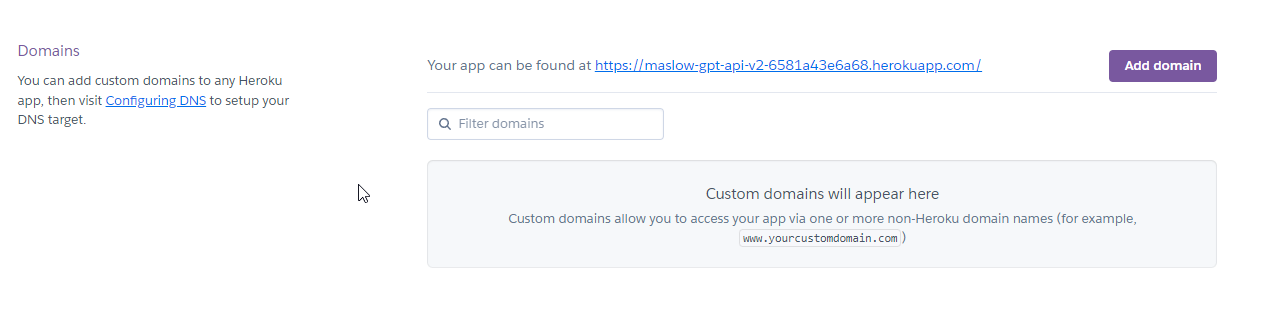 Domains
You can add custom domains to any Heroku
app, then visit Configuring DNS to setup your
DNS target.
Your app can be found at https://maslow-gpt-api-v2-6581a43e6a68.herokuapp.com/
Add domain
Filter domains
Custom domains will appear here
Custom domains allow you to access your app via one or more non-Heroku domain names (for example,
www.yourcustomdomain.com)